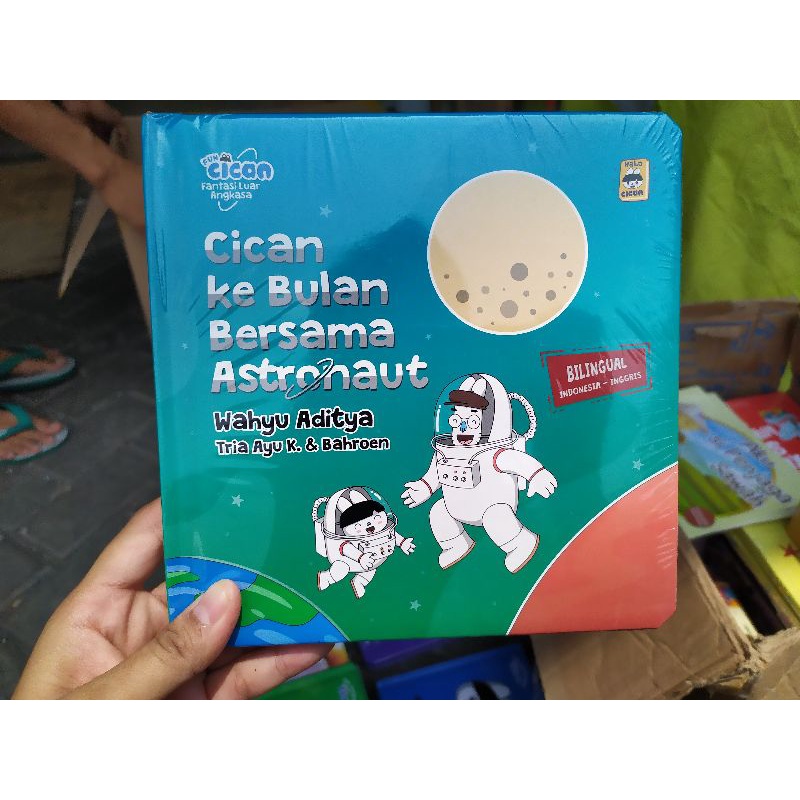 FUN
Cican
Fantasi Luar
Angkasa
HaLo
CICAN
Cican
ke Bulan
Bersama
Astronaut
BILINGUAL
INDONESIA – INGGRIS
Wahyu Aditya
Tria Ayu K. & Bahroen